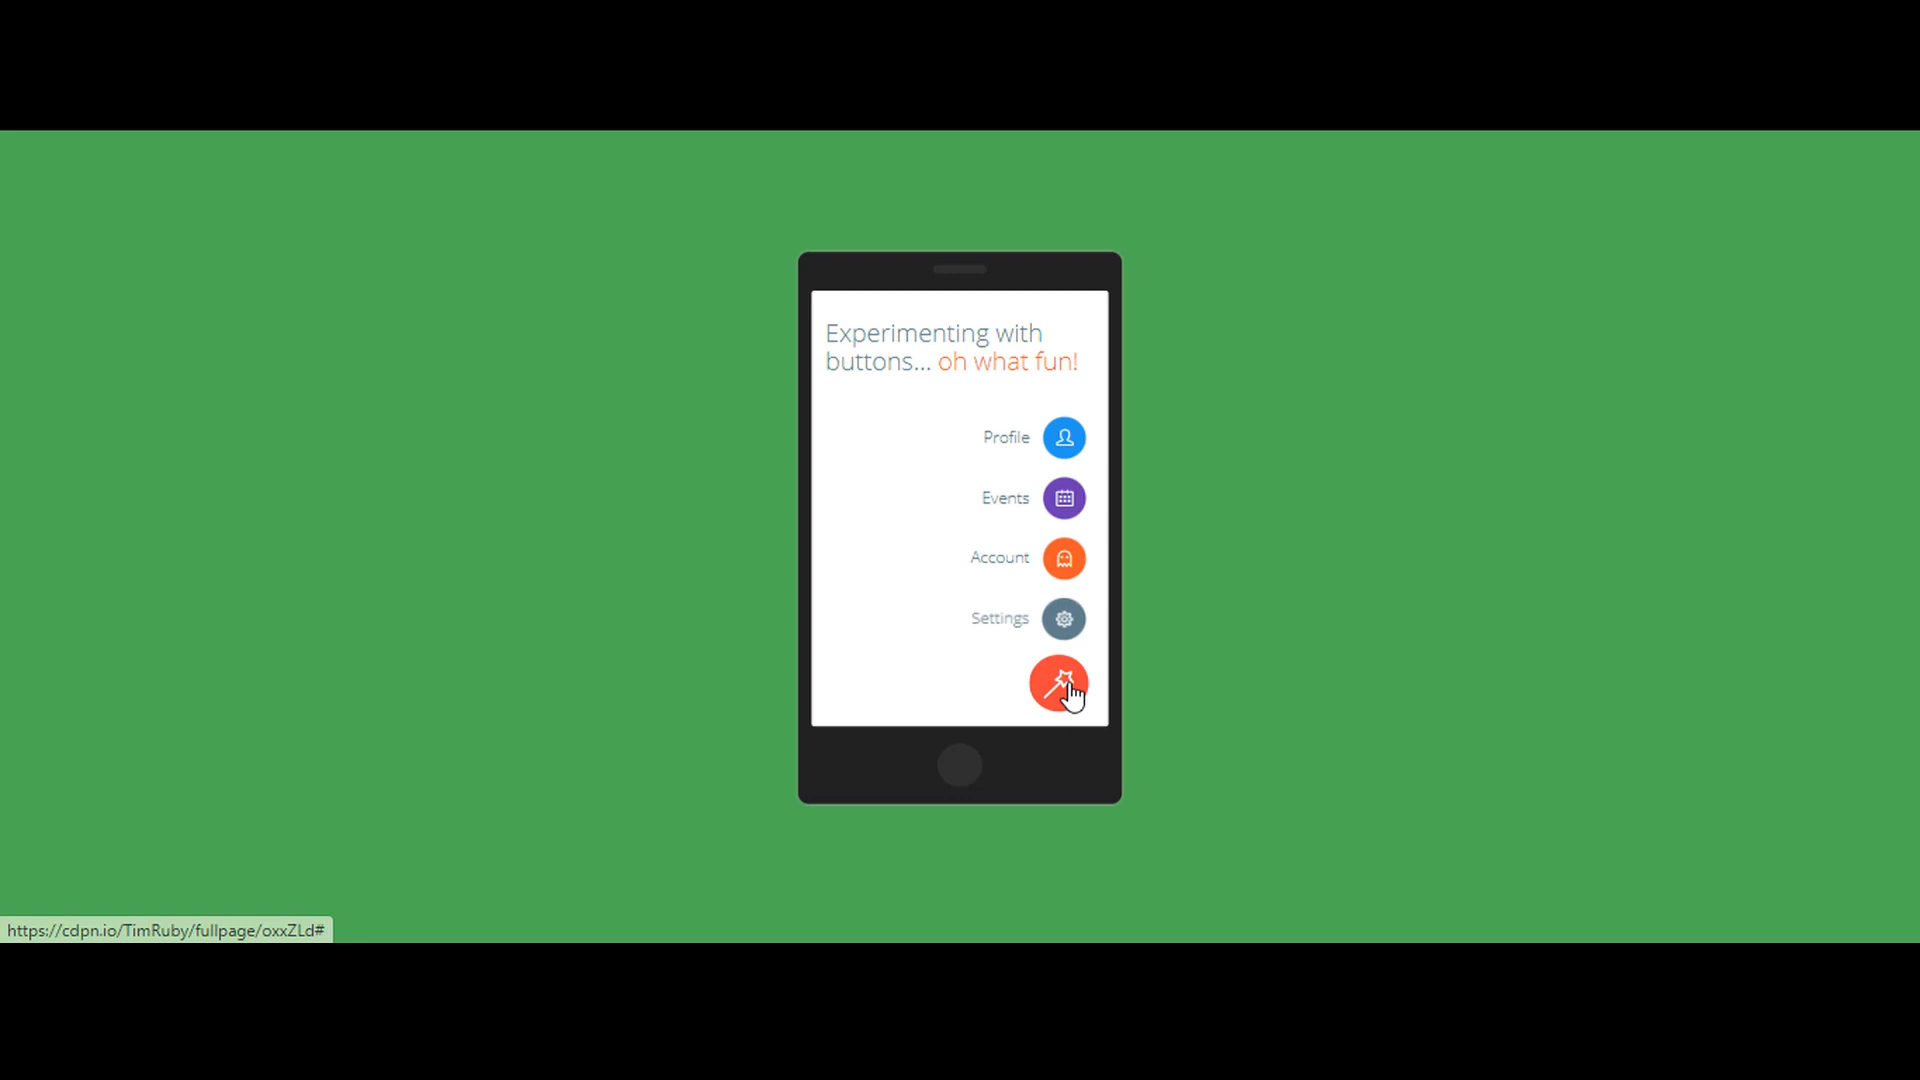 Experimenting with
buttons... oh what fun!
Profile
Events
Account
Settings
https://cdpn.io/TimRuby/fullpage/oxxZLd#